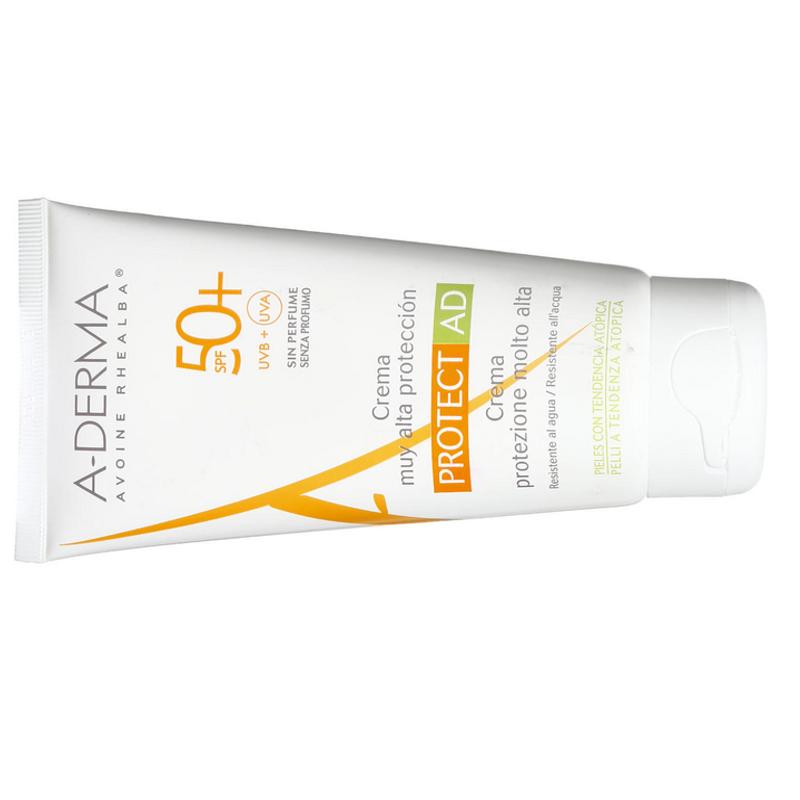 A-DERMA
AVOINE RHEALBA®
50+
SPF
UVB + UVA
SIN PERFUME
SENZA PROFUMO
Crema
muy alta protección
PROTECT AD
Crema
protezione molto alta
Resistente al agua / Resistente all'acqua
PIELES CON TENDENCIA ATÓPICA
PELLI A TENDENZA ATOPICA